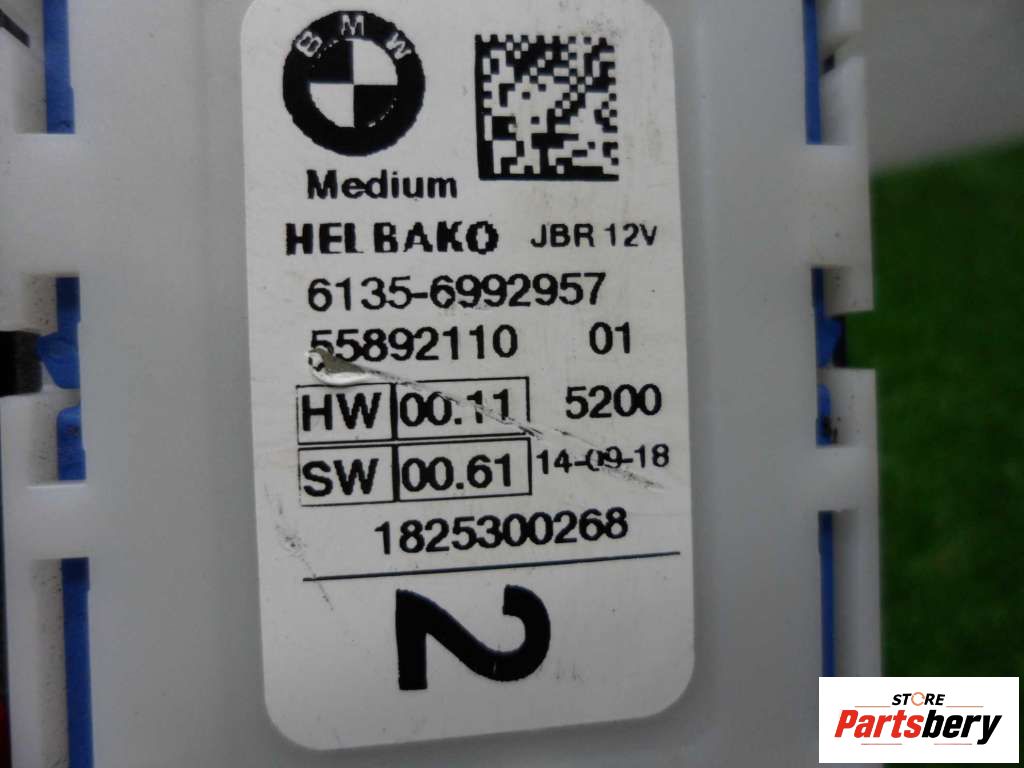 BMW
Medium
HELBAKO JBR 12V
6135-6992957
55892110 01
HW 00.11 5200
SW 00.61 14-09-18
1825300268
2
STORE
Partsbery